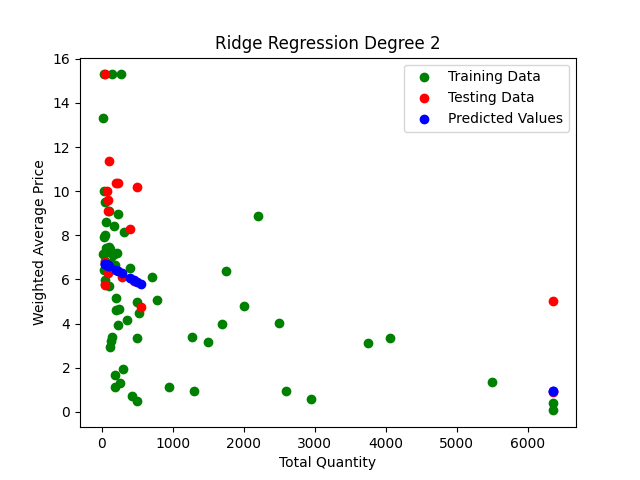 Ridge Regression Degree 2
Training Data
Testing Data
Predicted Values
Weighted Average Price
16
14
12
10
8
6
4
2
0
0 1000 2000 3000 4000 5000 6000
Total Quantity